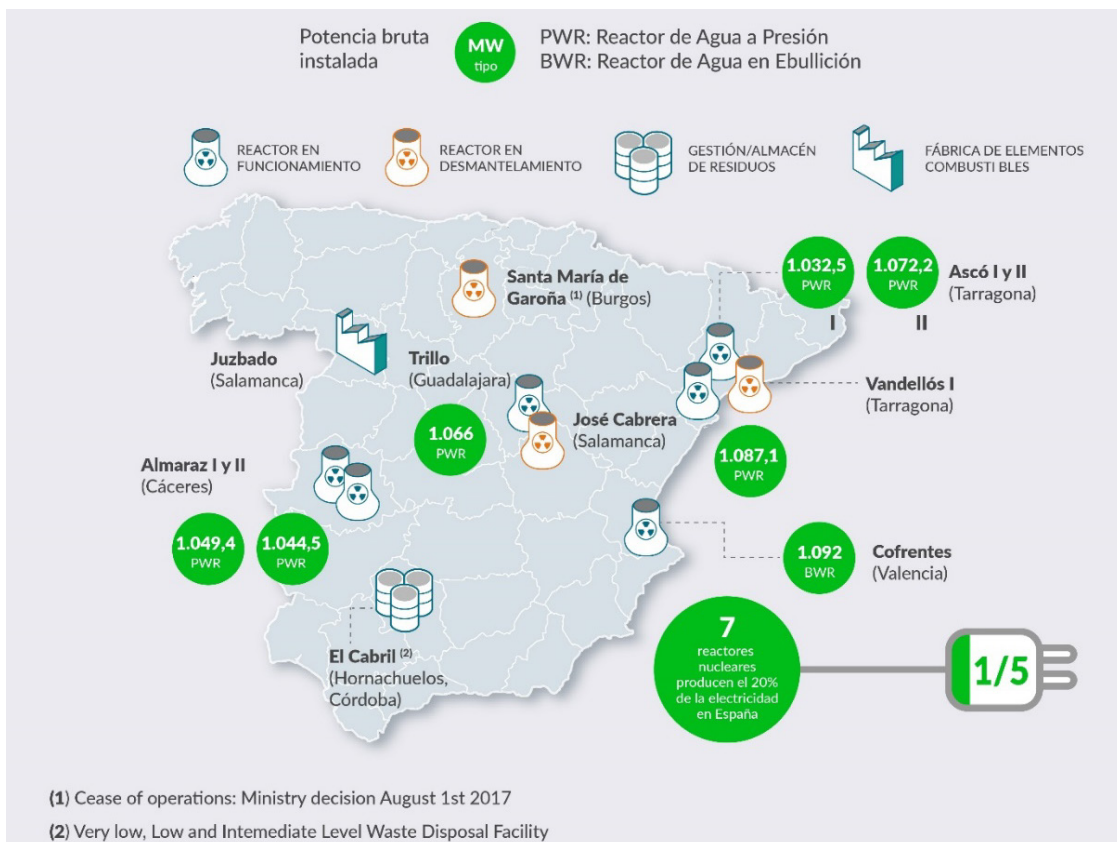 Potencia bruta
instalada
MW
tipo
PWR: Reactor de Agua a Presión
BWR: Reactor de Agua en Ebullición
REACTOR EN
FUNCIONAMIENTO
REACTOR EN
DESMANTELAMIENTO
GESTIÓN/ALMACÉN
DE RESIDUOS
FÁBRICA DE ELEMENTOS
COMBUSTI BLES
Santa María de
Garoña (1) (Burgos)
1.032,5
PWR
I
1.072,2
PWR
II
Ascó I y II
(Tarragona)
Juzbado
(Salamanca)
Trillo
(Guadalajara)
1.066
PWR
José Cabrera
(Salamanca)
Vandellós I
(Tarragona)
1.087,1
PWR
Almaraz I y II
(Cáceres)
1.049,4
PWR
1.044,5
PWR
1.092
BWR
Cofrentes
(Valencia)
El Cabril (2)
(Hornachuelos,
Córdoba)
7
reactores
nucleares
producen el 20%
de la electricidad
en España
1/5
(1) Cease of operations: Ministry decision August 1st 2017
(2) Very low, Low and Intemediate Level Waste Disposal Facility